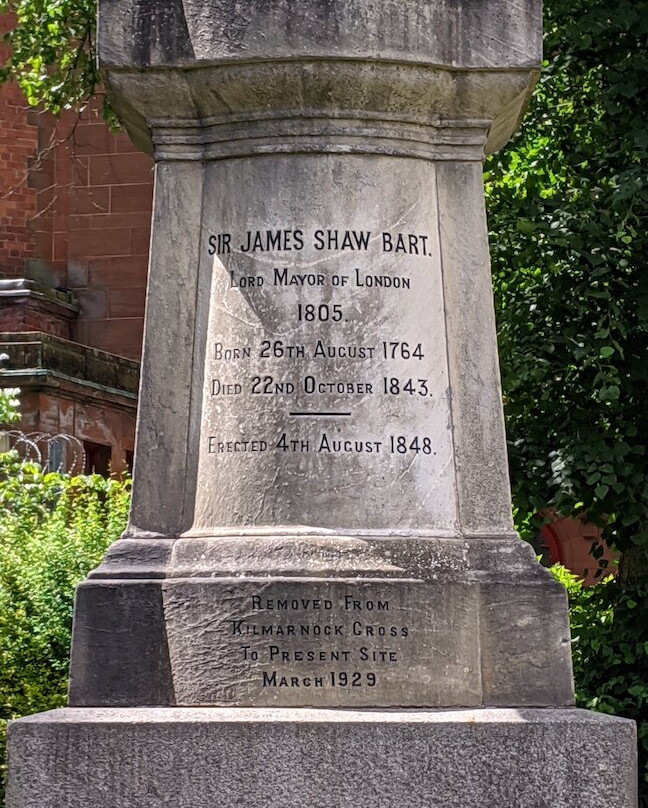 SIR JAMES SHAW BART.
LORD MAYOR OF LONDON
1805.
BORN 26TH AUGUST 1764
DIED 22ND OCTOBER 1843.
ERECTED 4TH AUGUST 1848.
REMOVED FROM
KILMARNOCK CROSS
TO PRESENT SITE
MARCH 1929